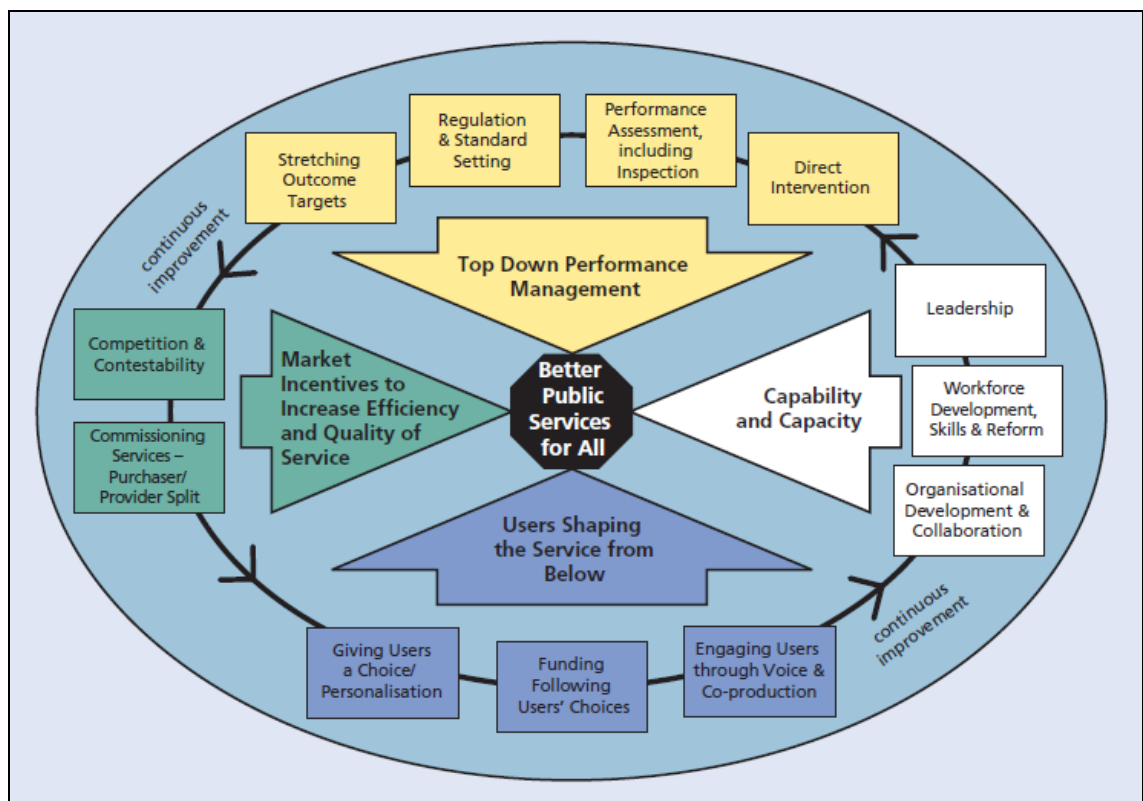 Performance
Assessment,
including
Inspection
Regulation
& Standard
Setting
Stretching
Outcome
Targets
Direct
Intervention
continuous
improvement
Top Down Performance
Management
Leadership
Competition &
Contestability
Market
Incentives to
Increase Efficiency
and Quality of
Service
Better
Public
Services
for All
Capability
and Capacity
Workforce
Development,
Skills & Reform
Commissioning
Services –
Purchaser/
Provider Split
Organisational
Development &
Collaboration
Users Shaping
the Service from
Below
continuous
improvement
Giving Users
a Choice/
Personalisation
Funding
Following
Users’ Choices
Engaging Users
through Voice &
Co-production